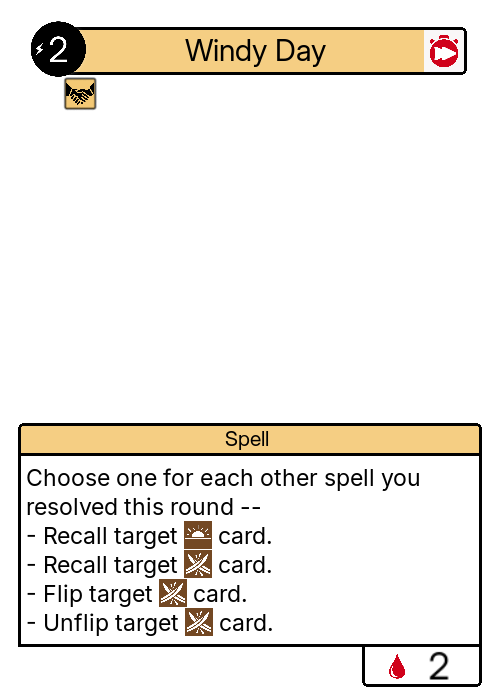 2
Windy Day
Spell
Choose one for each other spell you
resolved this round --
- Recall target card.
- Recall target card.
- Flip target card.
- Unflip target card.
2